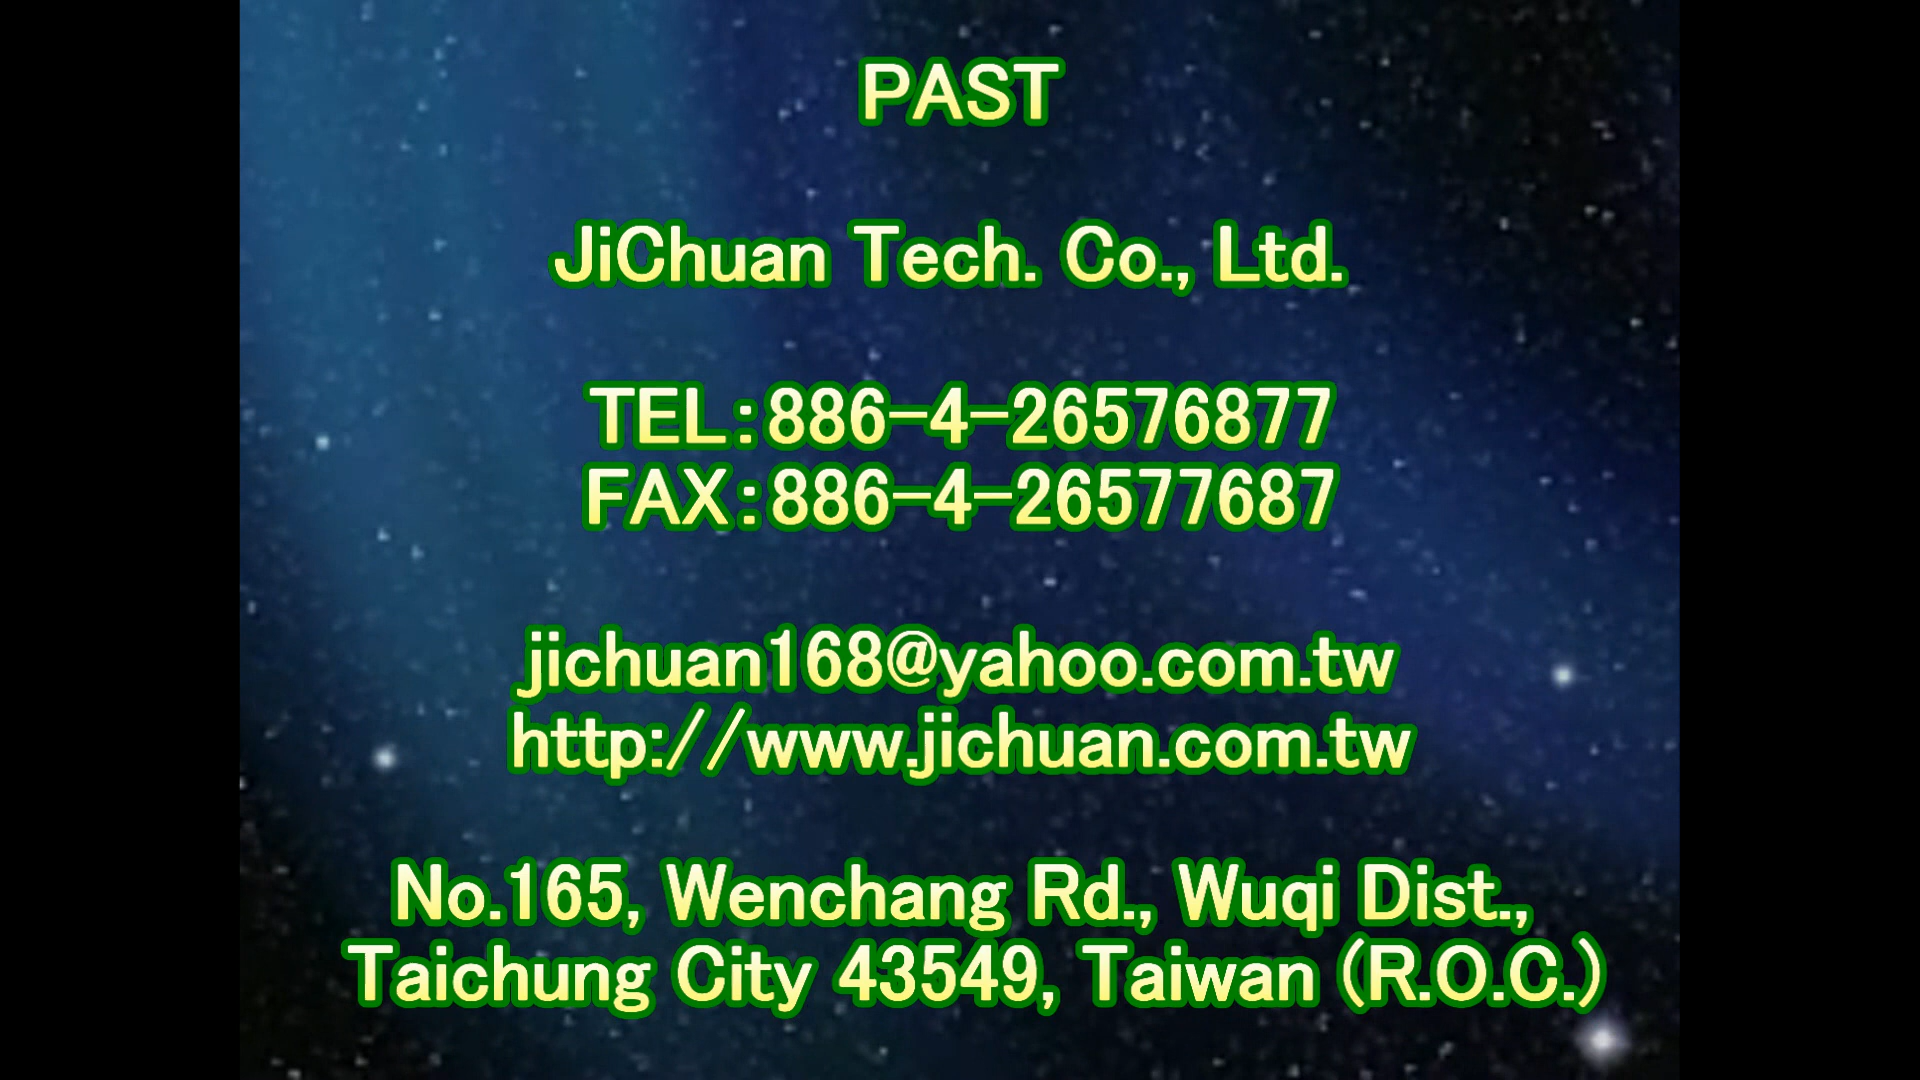 PAST
JiChuan Tech. Co., Ltd.
TEL:886-4-26576877
FAX:886-4-26577687
jichuan168@yahoo.com.tw
http://www.jichuan.com.tw
No.165, Wenchang Rd., Wuqi Dist.,
Taichung City 43549, Taiwan (R.O.C.)